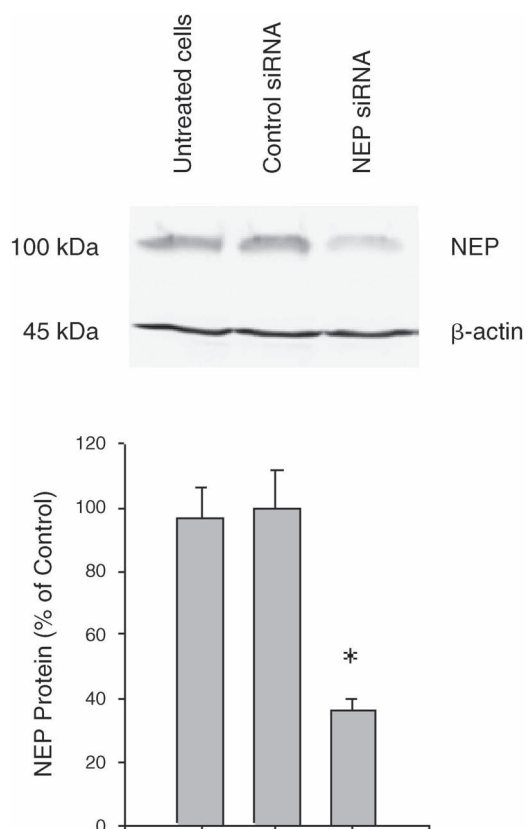 Untreated cells
Control siRNA
NEP siRNA
100 kDa
NEP
45 kDa
β-actin
NEP Protein (% of Control)
120
100
80
60
40
20
0
*